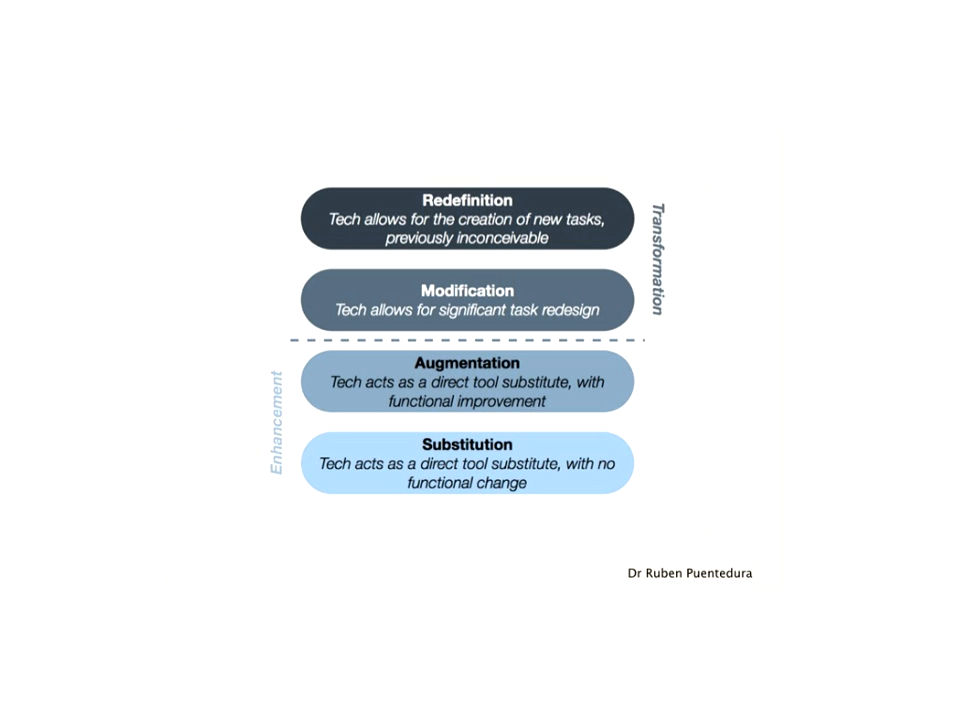 Redefinition
Tech allows for the creation of new tasks,
previously inconceivable
Transformation
Modification
Tech allows for significant task redesign
Augmentation
Tech acts as a direct tool substitute, with
functional improvement
Enhancement
Substitution
Tech acts as a direct tool substitute, with no
functional change
Dr Ruben Puentedura